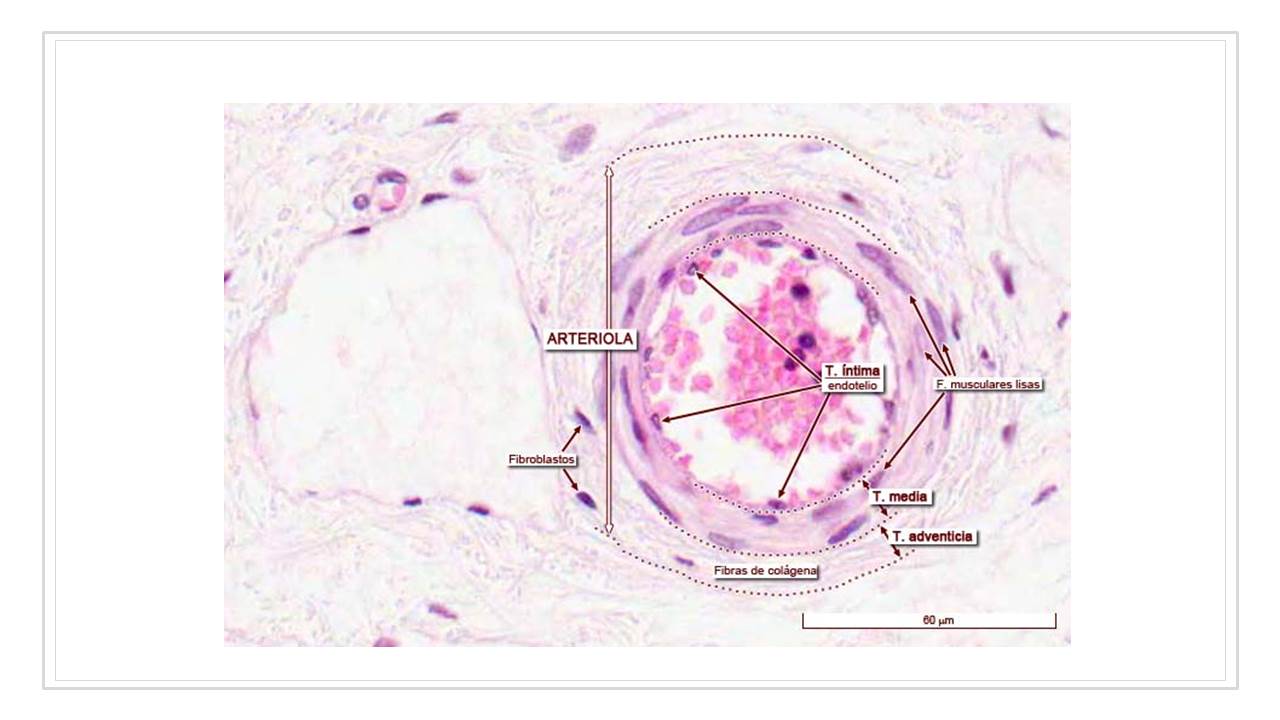 ARTERIOLA
T. íntima
endotelio
F. musculares lisas
Fibroblastos
T. media
T. adventicia
Fibras de colágena
60 µm